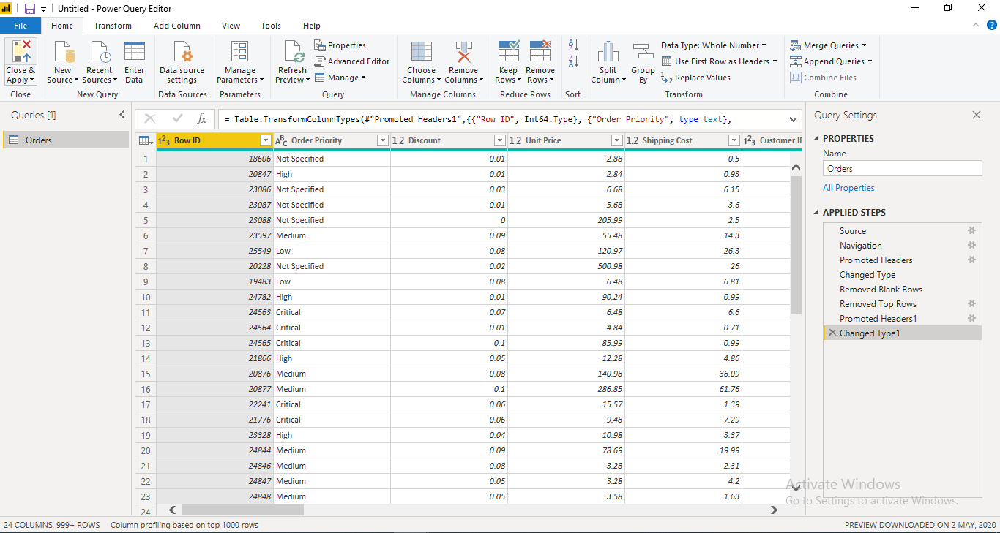 Untitled - Power Query Editor
File Home Transform Add Column View Tools Help
Close & Apply
New Source
Recent Sources
Enter Data
Data source settings
Manage Parameters
Refresh Preview
Properties
Advanced Editor
Manage
Choose Columns
Remove Columns
Keep Rows
Remove Rows
Split Column
Group By
Data Type: Whole Number
Use First Row as Headers
Replace Values
Merge Queries
Append Queries
Combine Files
Close New Query Data Sources Parameters Query Manage Columns Reduce Rows Sort Transform Combine
Queries [1]
Orders
fx = Table.TransformColumnTypes(#"Promoted Headers1",{{"Row ID", Int64.Type}, {"Order Priority", type text},
123 Row ID ABC Order Priority 1.2 Discount 1.2 Unit Price 1.2 Shipping Cost 123 Customer ID
1 18606 Not Specified 0.01 2.88 0.5
2 20847 High 0.01 2.84 0.93
3 23086 Not Specified 0.03 6.68 6.15
4 23087 Not Specified 0.01 5.68 3.6
5 23088 Not Specified 0 205.99 2.5
6 23597 Medium 0.09 55.48 14.3
7 25549 Low 0.08 120.97 26.3
8 20228 Not Specified 0.02 500.98 26
9 19483 Low 0.08 6.48 6.81
10 24782 High 0.01 90.24 0.99
11 24563 Critical 0.07 6.48 6.6
12 24564 Critical 0.01 4.84 0.71
13 24565 Critical 0.1 85.99 0.99
14 21866 High 0.05 12.28 4.86
15 20876 Medium 0.08 140.98 36.09
16 20877 Medium 0.1 286.85 61.76
17 22241 Critical 0.06 15.57 1.39
18 21776 Critical 0.06 9.48 7.29
19 23328 High 0.04 10.98 3.37
20 24844 Medium 0.09 78.69 19.99
21 24846 Medium 0.08 3.28 2.31
22 24847 Medium 0.05 3.28 4.2
23 24848 Medium 0.05 3.58 1.63
24
Query Settings
PROPERTIES
Name
Orders
All Properties
APPLIED STEPS
Source
Navigation
Promoted Headers
Changed Type
Removed Blank Rows
Removed Top Rows
Promoted Headers1
Changed Type1
Activate Windows
Go to Settings to activate Windows.
24 COLUMNS, 999+ ROWS Column profiling based on top 1000 rows PREVIEW DOWNLOADED ON 2 MAY, 2020